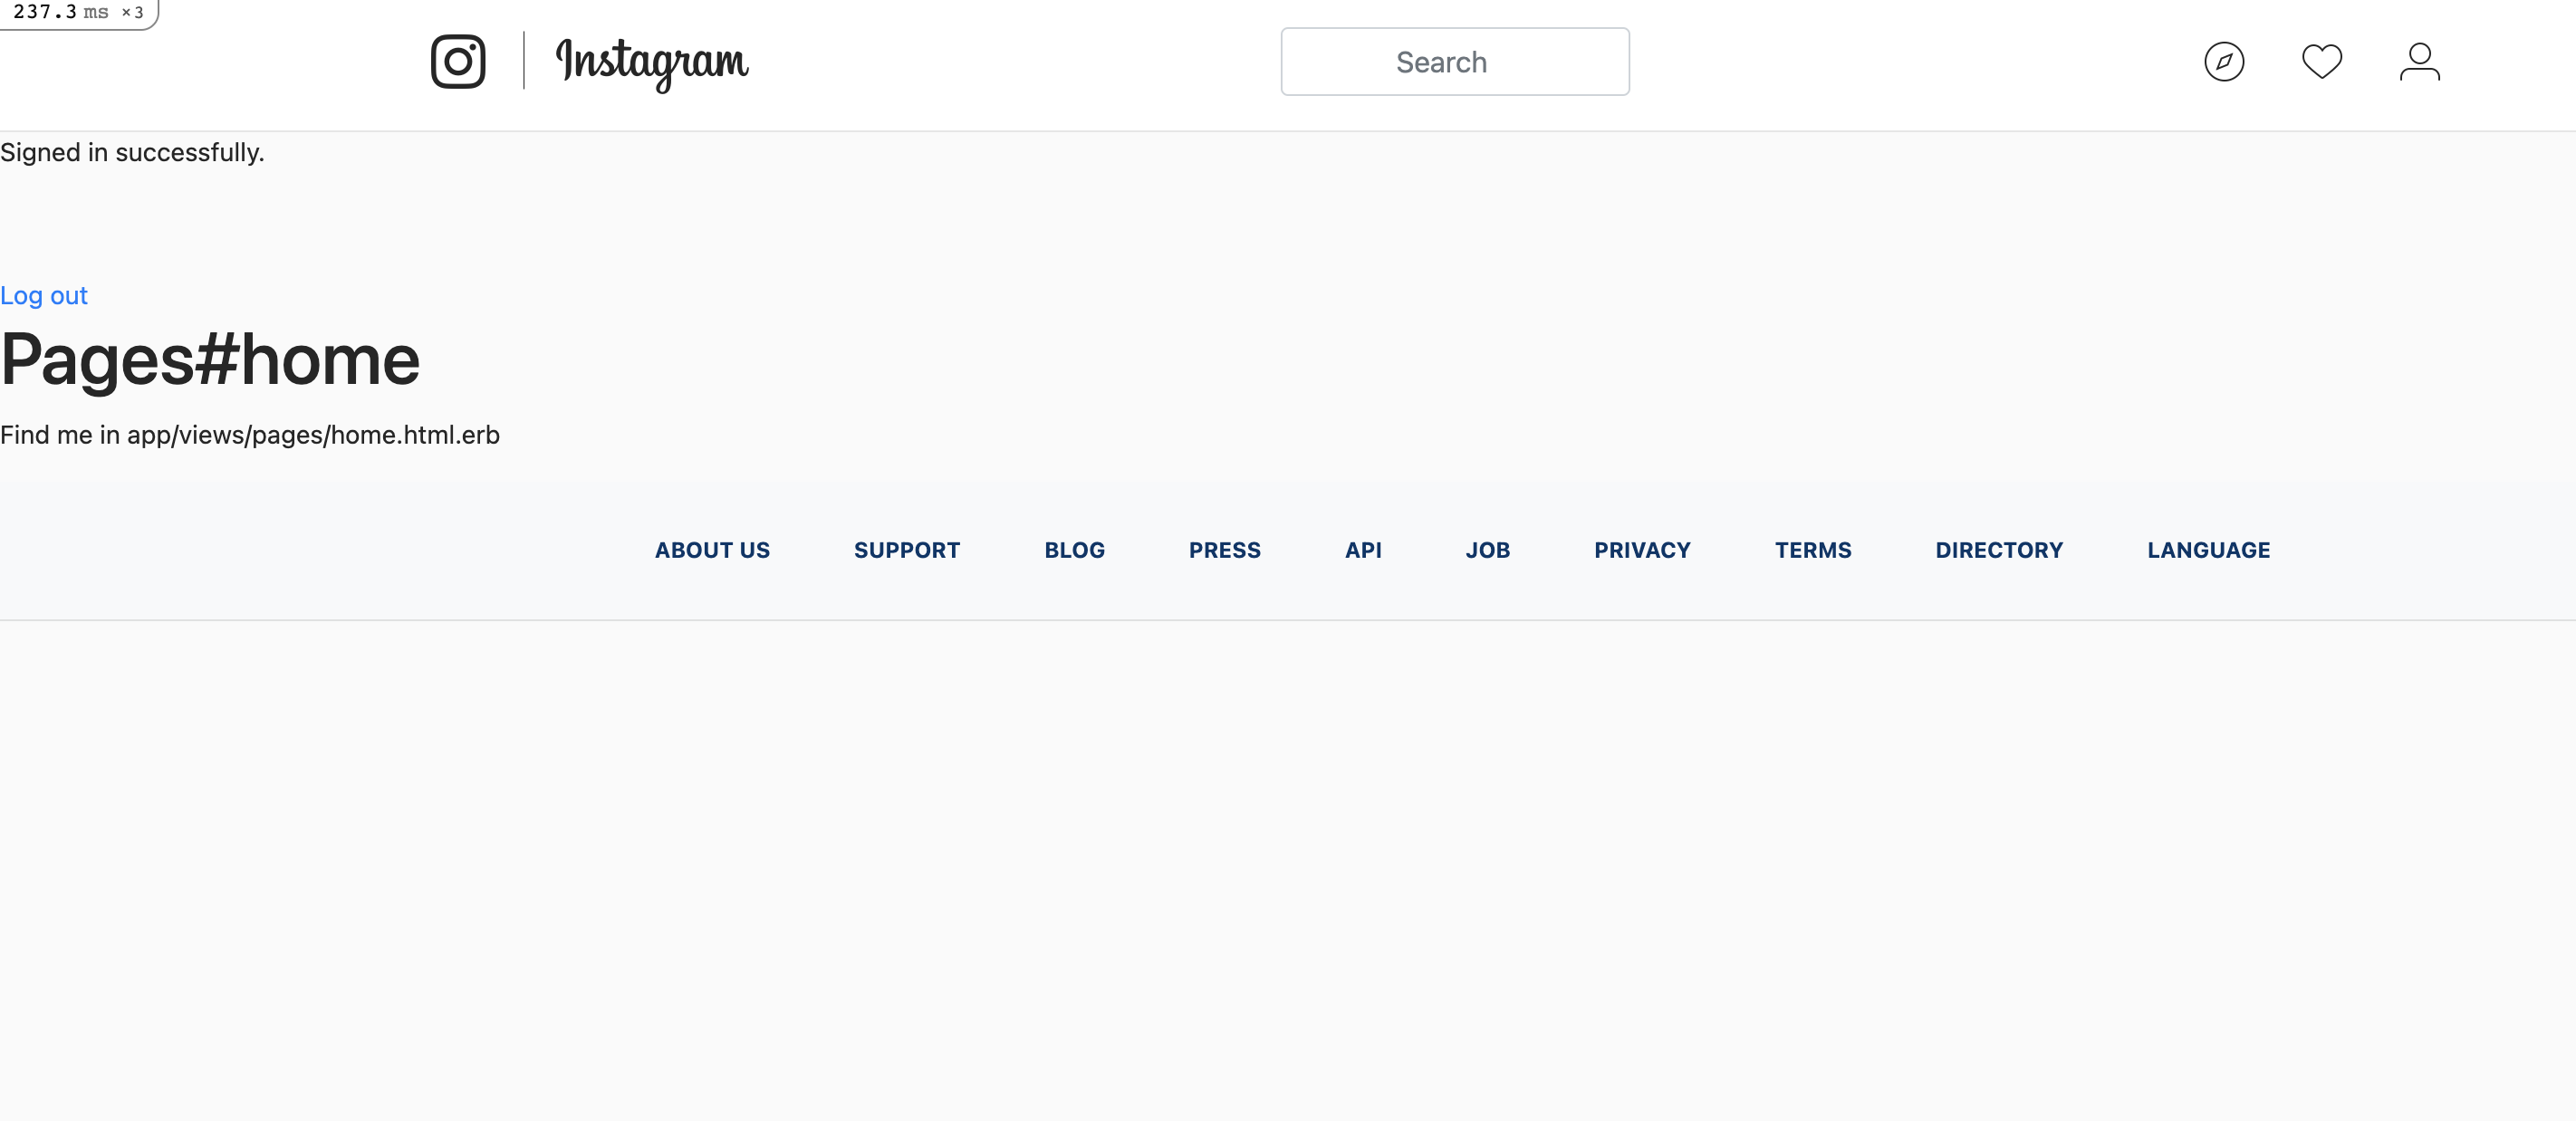 237.3 ms ×3
Instagram
Search
Signed in successfully.
Log out
Pages#home
Find me in app/views/pages/home.html.erb
ABOUT US SUPPORT BLOG PRESS API JOB PRIVACY TERMS DIRECTORY LANGUAGE